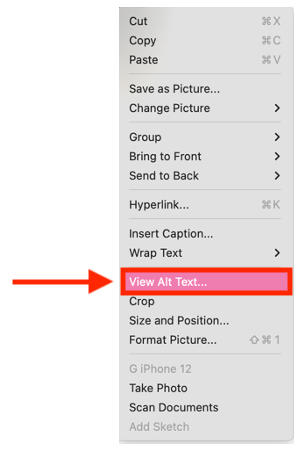 Cut ⌘X
Copy ⌘C
Paste ⌘V
Save as Picture...
Change Picture
Group
Bring to Front
Send to Back
Hyperlink... ⌘K
Insert Caption...
Wrap Text
View Alt Text...
Crop
Size and Position...
Format Picture... ⇧⌘1
G iPhone 12
Take Photo
Scan Documents
Add Sketch